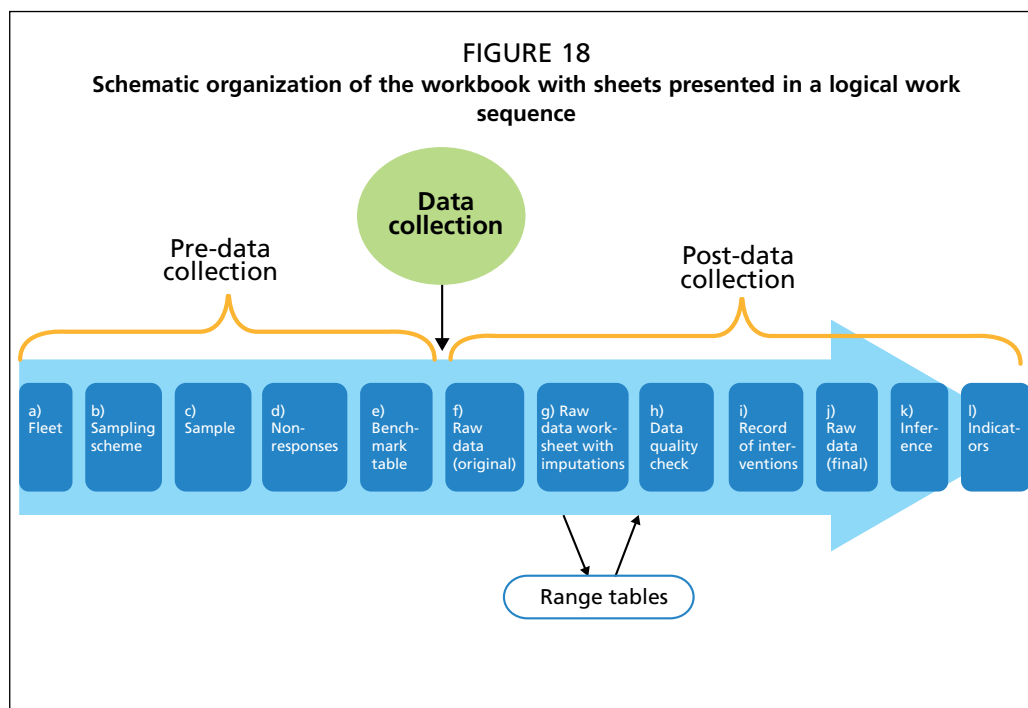 FIGURE 18
Schematic organization of the workbook with sheets presented in a logical work
sequence
Data
collection
Pre-data
collection
Post-data
collection
a)
Fleet
b)
Sampling
scheme
c)
Sample
d)
Non-
responses
e)
Bench-
mark
table
f)
Raw
data
(original)
g) Raw
data work-
sheet with
imputations
h)
Data
quality
check
i)
Record
of inter-
ventions
j)
Raw
data
(final)
k)
Infer-
ence
l)
Indicat-
ors
Range tables